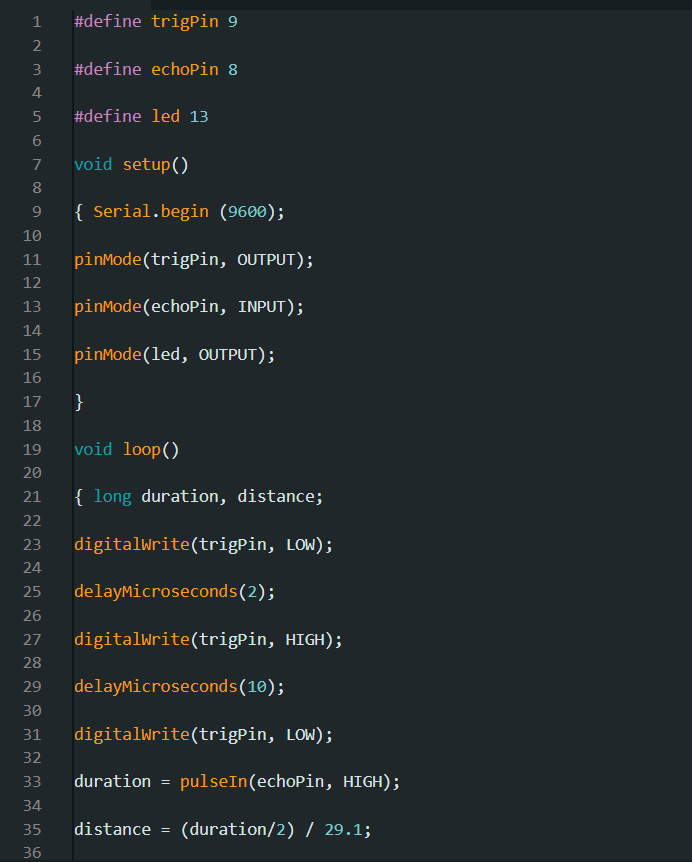 1 #define trigPin 9
2
3 #define echoPin 8
4
5 #define led 13
6
7 void setup()
8
9 { Serial.begin (9600);
10
11 pinMode(trigPin, OUTPUT);
12
13 pinMode(echoPin, INPUT);
14
15 pinMode(led, OUTPUT);
16
17 }
18
19 void loop()
20
21 { long duration, distance;
22
23 digitalWrite(trigPin, LOW);
24
25 delayMicroseconds(2);
26
27 digitalWrite(trigPin, HIGH);
28
29 delayMicroseconds(10);
30
31 digitalWrite(trigPin, LOW);
32
33 duration = pulseIn(echoPin, HIGH);
34
35 distance = (duration/2) / 29.1;
36